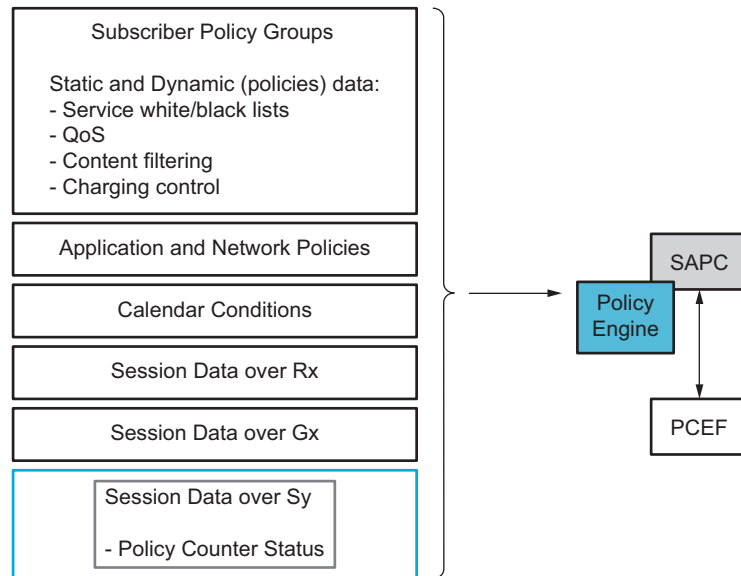 Subscriber Policy Groups
Static and Dynamic (policies) data:
- Service white/black lists
- QoS
- Content filtering
- Charging control
Application and Network Policies
Calendar Conditions
Session Data over Rx
Session Data over Gx
Session Data over Sy
- Policy Counter Status
SAPC
Policy
Engine
PCEF